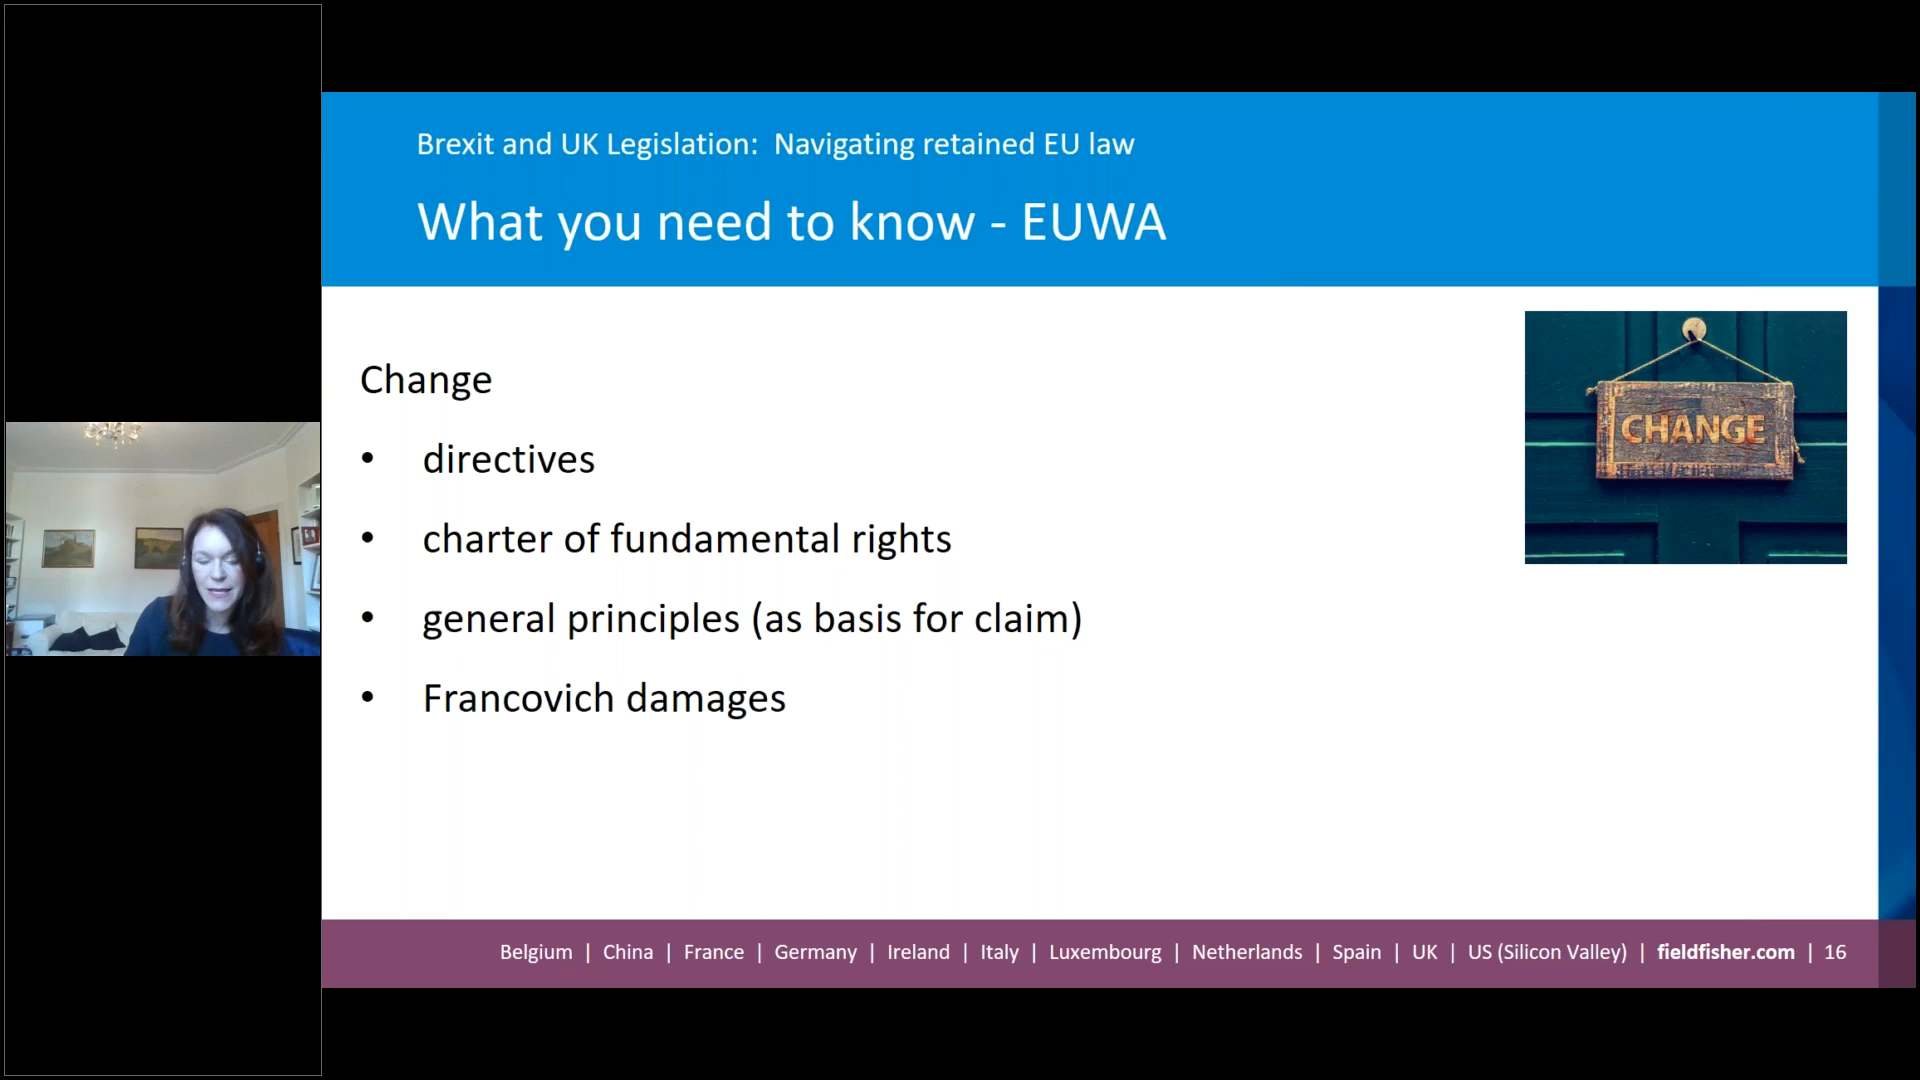 Brexit and UK Legislation: Navigating retained EU law
What you need to know - EUWA
Change
• directives
• charter of fundamental rights
• general principles (as basis for claim)
• Francovich damages
CHANGE
Belgium | China | France | Germany | Ireland | Italy | Luxembourg | Netherlands | Spain | UK | US (Silicon Valley) | fieldfisher.com | 16